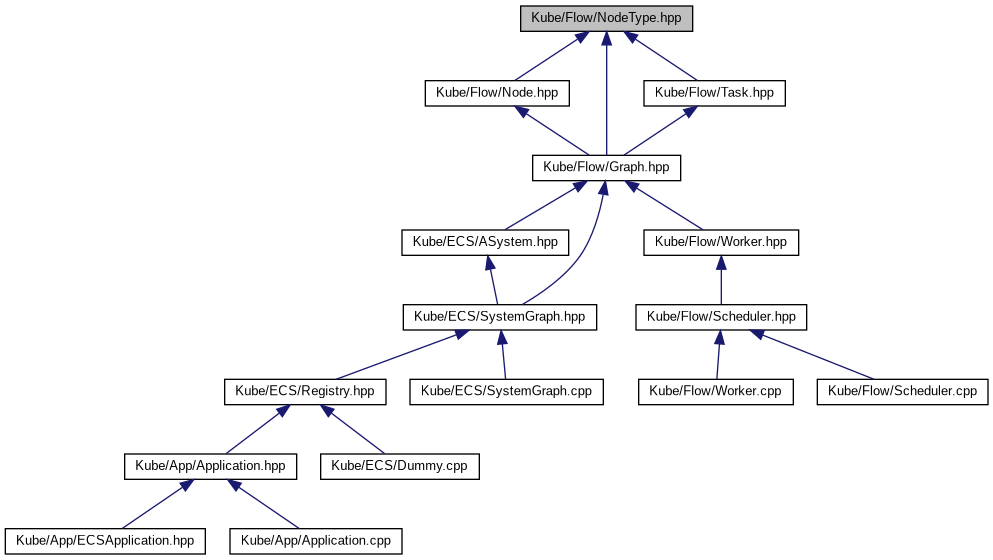 Kube/Flow/NodeType.hpp
Kube/Flow/Node.hpp
Kube/Flow/Task.hpp
Kube/Flow/Graph.hpp
Kube/ECS/ASystem.hpp
Kube/Flow/Worker.hpp
Kube/ECS/SystemGraph.hpp
Kube/Flow/Scheduler.hpp
Kube/ECS/Registry.hpp
Kube/ECS/SystemGraph.cpp
Kube/Flow/Worker.cpp
Kube/Flow/Scheduler.cpp
Kube/App/Application.hpp
Kube/ECS/Dummy.cpp
Kube/App/ECSApplication.hpp
Kube/App/Application.cpp